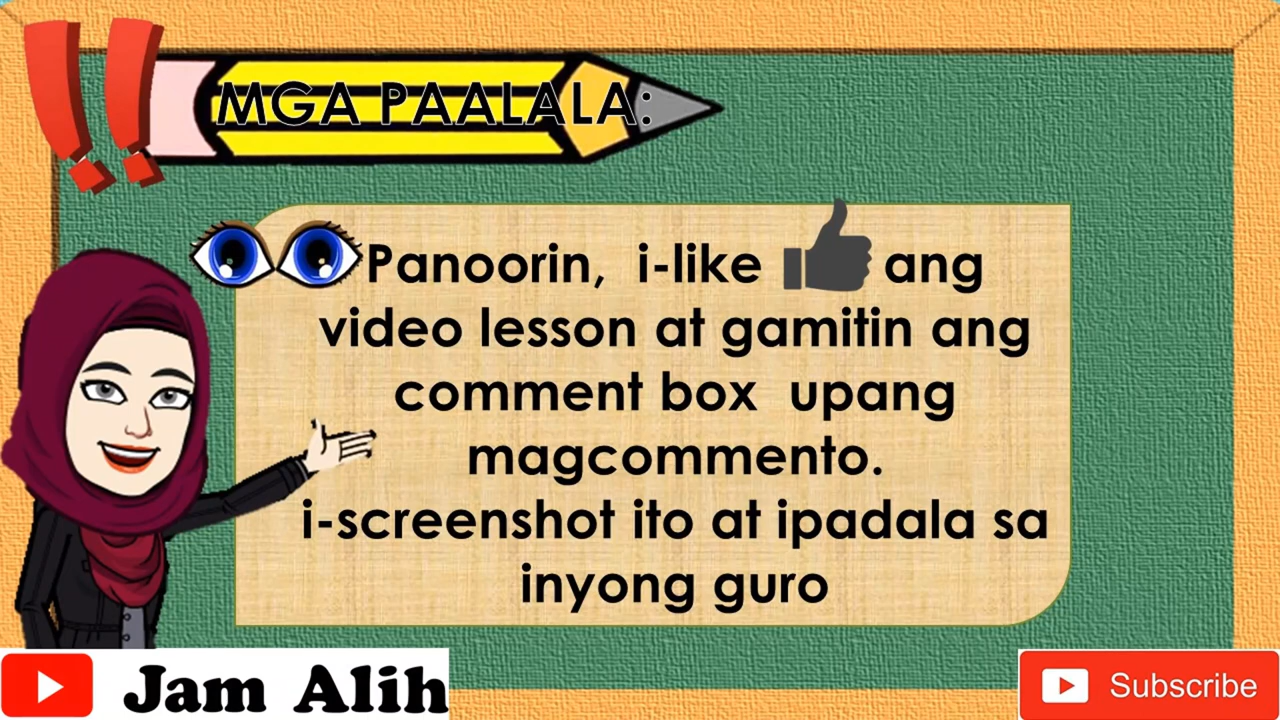 MGA PAALALA:
Panoorin, i-like ang
video lesson at gamitin ang
comment box upang
magcommento.
i-screenshot ito at ipadala sa
inyong guro
Jam Alih
Subscribe